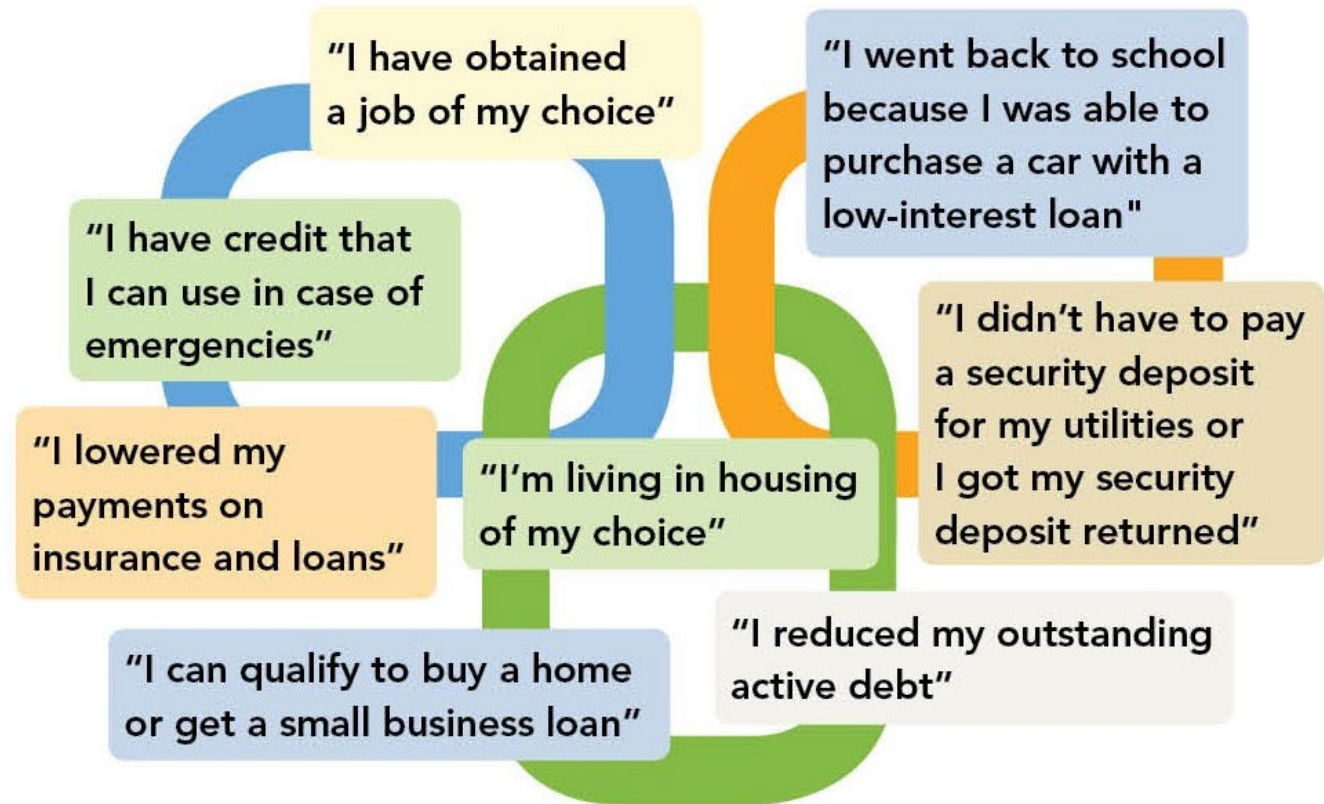 “I have obtained
a job of my choice”
“I went back to school
because I was able to
purchase a car with a
low-interest loan"
“I have credit that
I can use in case of
emergencies”
“I didn’t have to pay
a security deposit
for my utilities or
I got my security
deposit returned”
“I lowered my
payments on
insurance and loans”
“I’m living in housing
of my choice”
“I can qualify to buy a home
or get a small business loan”
“I reduced my outstanding
active debt”